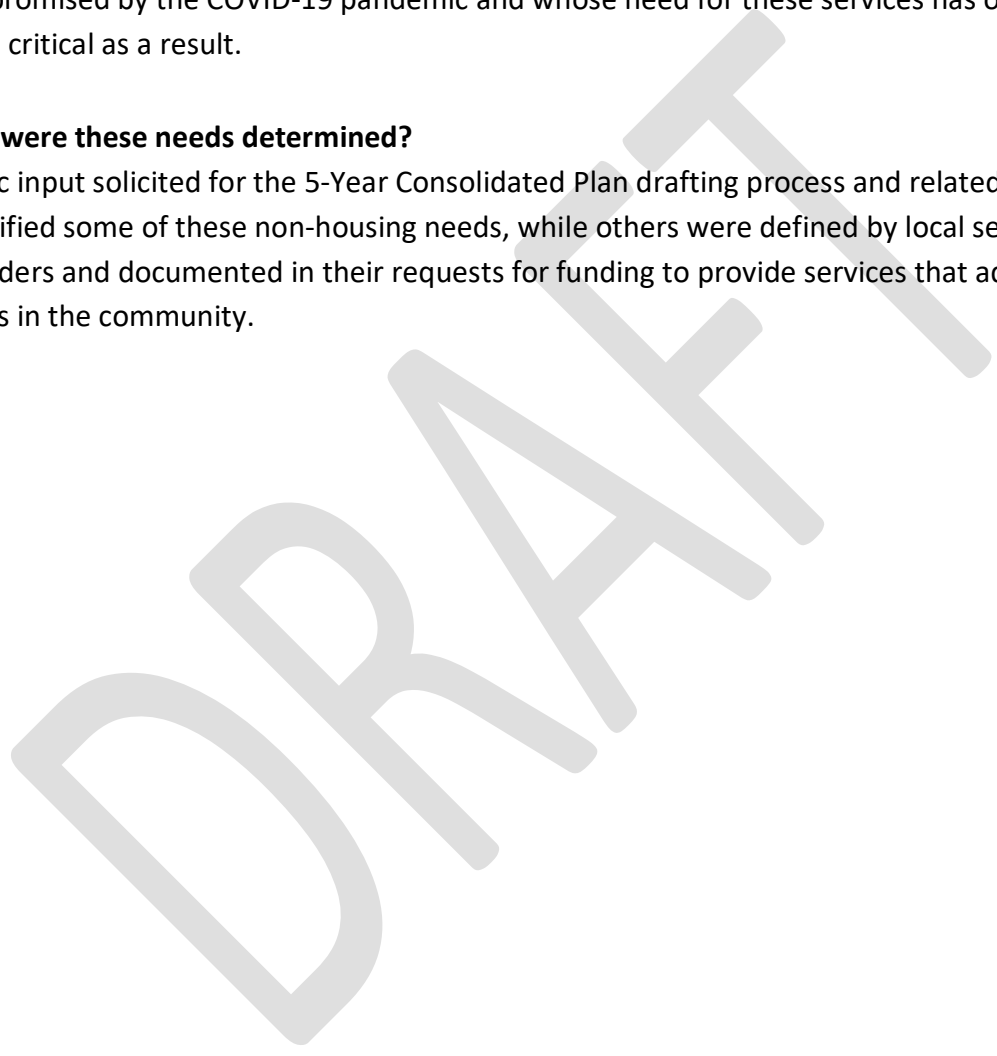 promised by the COVID-19 pandemic and whose need for these services has o
critical as a result.
were these needs determined?
c input solicited for the 5-Year Consolidated Plan drafting process and related
ified some of these non-housing needs, while others were defined by local se
ders and documented in their requests for funding to provide services that ad
s in the community.
DRAFT